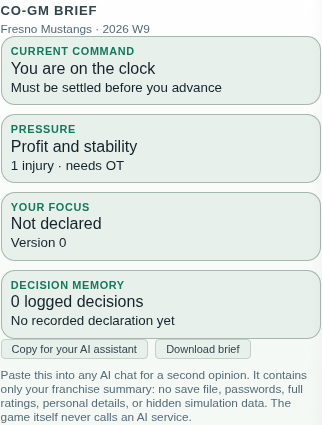 CO-GM BRIEF
Fresno Mustangs · 2026 W9
CURRENT COMMAND
You are on the clock
Must be settled before you advance
PRESSURE
Profit and stability
1 injury · needs OT
YOUR FOCUS
Not declared
Version 0
DECISION MEMORY
0 logged decisions
No recorded declaration yet
Copy for your AI assistant
Download brief
Paste this into any AI chat for a second opinion. It contains
only your franchise summary: no save file, passwords, full
ratings, personal details, or hidden simulation data. The
game itself never calls an AI service.